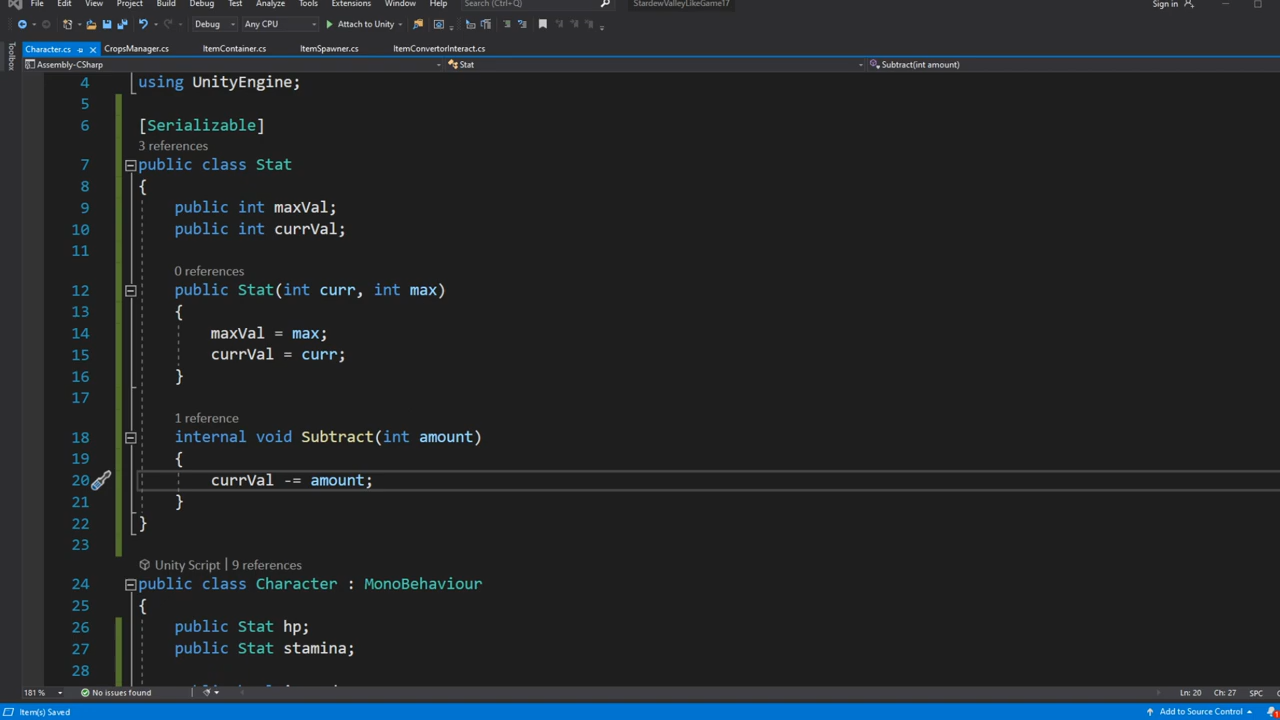 File Edit View Project Build Debug Test Analyze Tools Extensions Window Help Search (Ctrl+Q) StardewValleyLikeGame17 Sign in
Debug Any CPU Attach to Unity
Character.cs CropsManager.cs ItemContainer.cs ItemSpawner.cs ItemConvertorInteract.cs
Toolbox
Assembly-CSharp Stat Subtract(int amount)
4 using UnityEngine;
5
6 [Serializable]
3 references
7 public class Stat
8 {
9 public int maxVal;
10 public int currVal;
11
0 references
12 public Stat(int curr, int max)
13 {
14 maxVal = max;
15 currVal = curr;
16 }
17
1 reference
18 internal void Subtract(int amount)
19 {
20 currVal -= amount;
21 }
22 }
23
Unity Script | 9 references
24 public class Character : MonoBehaviour
25 {
26 public Stat hp;
27 public Stat stamina;
28
181 % No issues found Ln: 20 Ch: 27 SPC
Item(s) Saved Add to Source Control